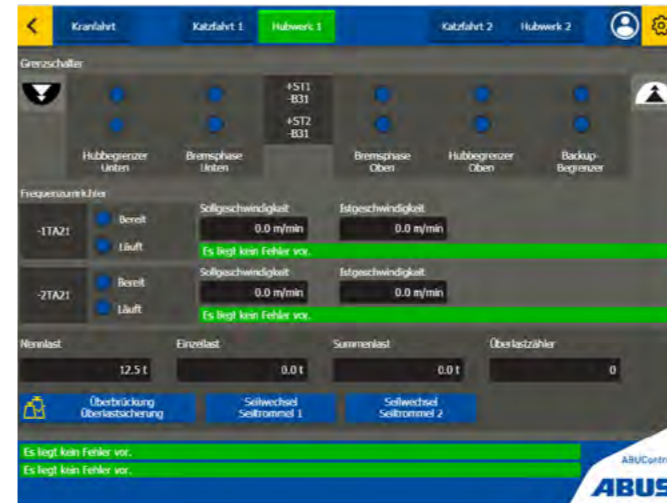 Kranfahrt Katzfahrt 1 Hubwerk 1 Katzfahrt 2 Hubwerk 2
Grenzschalter
+ST1
-B31
+ST2
-B31
Hubbegrenzer
Unten
Bremsphase
Unten
Bremsphase
Oben
Hubbegrenzer
Oben
Backup-
Begrenzer
Frequenzumrichter
-1TA21
Bereit
Läuft
Sollgeschwindigkeit
0.0 m/min
Istgeschwindigkeit
0.0 m/min
Es liegt kein Fehler vor.
-2TA21
Bereit
Läuft
Sollgeschwindigkeit
0.0 m/min
Istgeschwindigkeit
0.0 m/min
Es liegt kein Fehler vor.
Nennlast Einzellast Summenlast Überlastzähler
12.5 t 0.0 t 0.0 t 0
Überbrückung
Überlastsicherung
Seilwechsel
Seiltrommel 1
Seilwechsel
Seiltrommel 2
Es liegt kein Fehler vor.
Es liegt kein Fehler vor.
ABUS